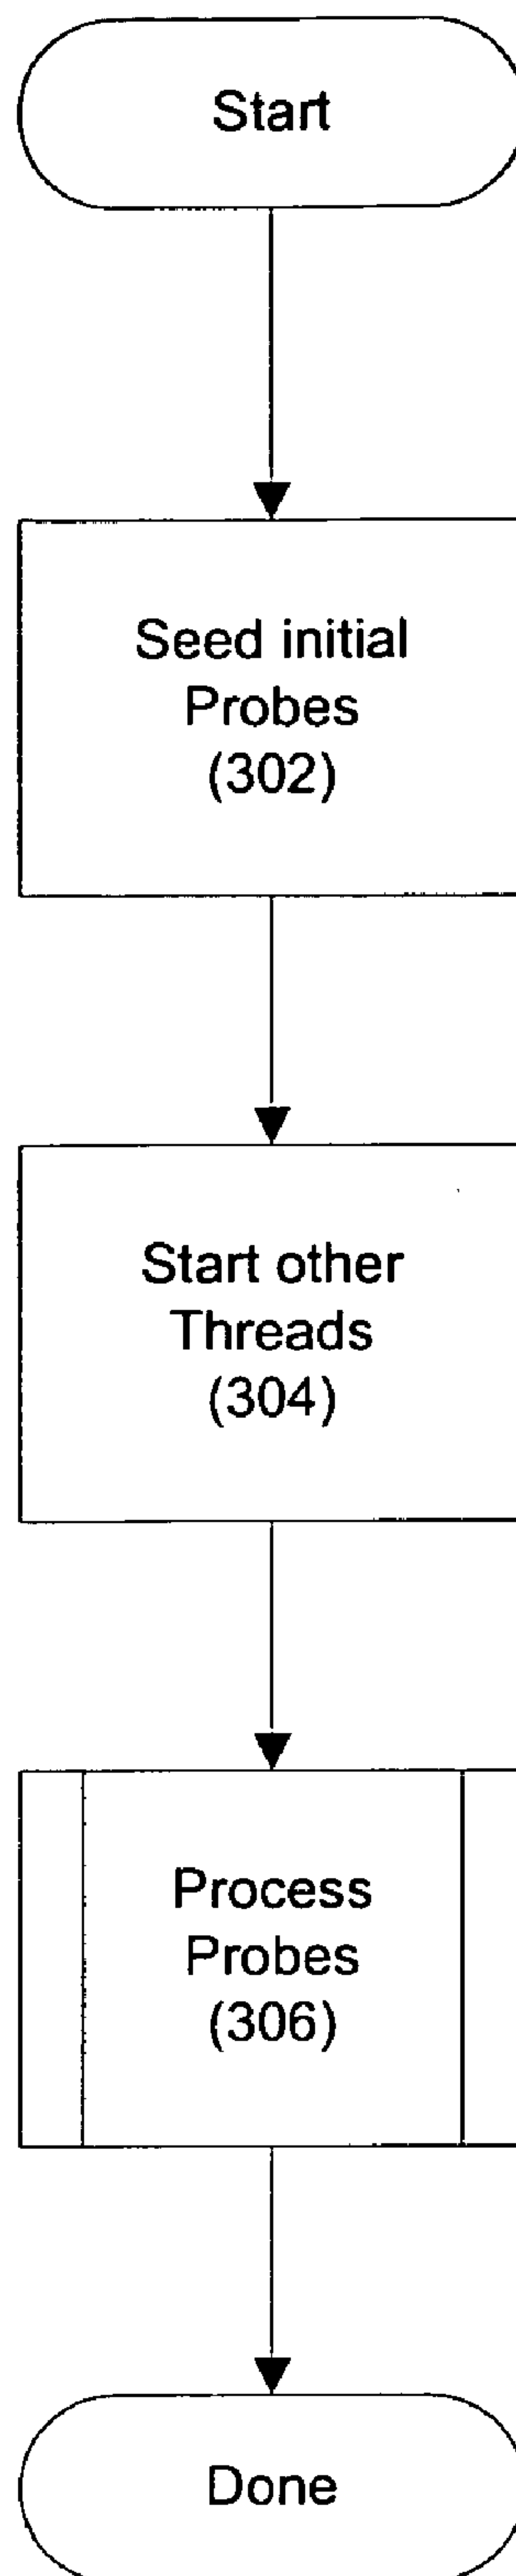 Start
Seed initial
Probes
(302)
Start other
Threads
(304)
Process
Probes
(306)
Done